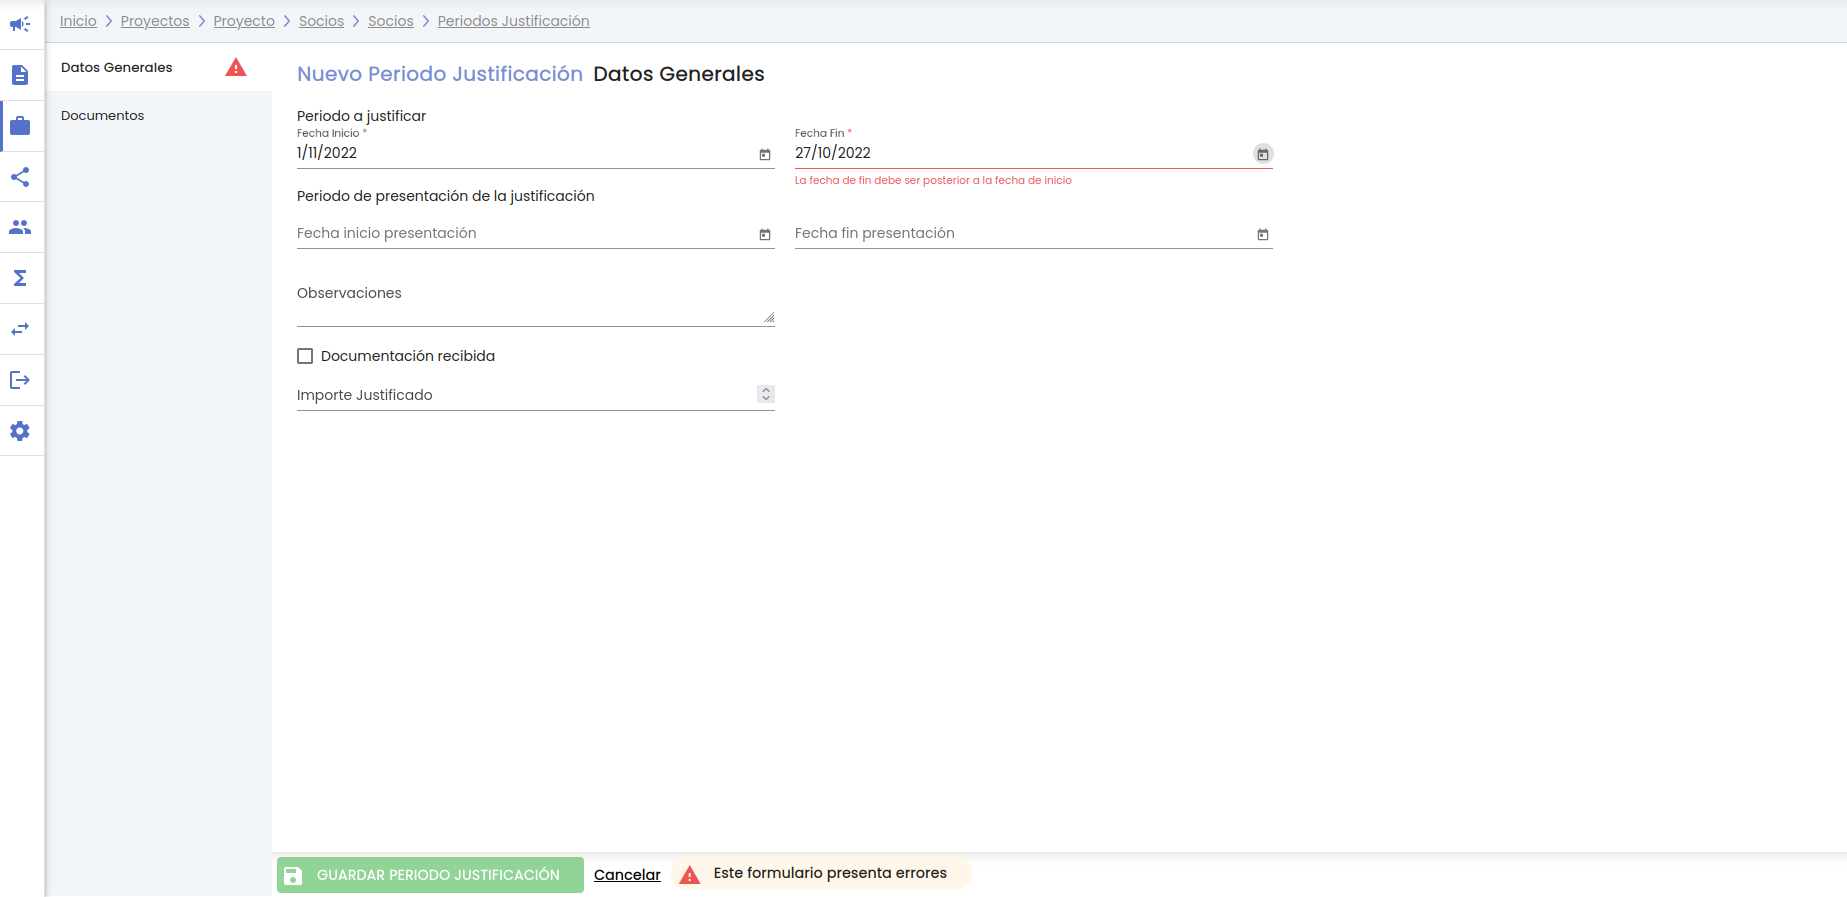 Inicio > Proyectos > Proyecto > Socios > Socios > Periodos Justificación
Datos Generales
Documentos
Nuevo Periodo Justificación Datos Generales
Periodo a justificar
Fecha Inicio * Fecha Fin *
1/11/2022 27/10/2022
La fecha de fin debe ser posterior a la fecha de inicio
Periodo de presentación de la justificación
Fecha inicio presentación Fecha fin presentación
Observaciones
Documentación recibida
Importe Justificado
GUARDAR PERIODO JUSTIFICACIÓN Cancelar Este formulario presenta errores